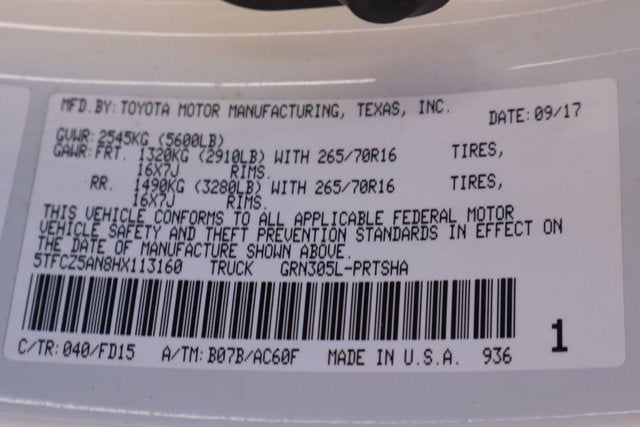 MFD.BY: TOYOTA MOTOR MANUFACTURING, TEXAS, INC. DATE: 09/17
GVWR: 2545KG (5600LB)
GAWR: FRT. 1320KG (2910LB) WITH 265/70R16 TIRES,
16X7J RIMS.
RR. 1490KG (3280LB) WITH 265/70R16 TIRES,
16X7J RIMS.
THIS VEHICLE CONFORMS TO ALL APPLICABLE FEDERAL MOTOR
VEHICLE SAFETY AND THEFT PREVENTION STANDARDS IN EFFECT ON
THE DATE OF MANUFACTURE SHOWN ABOVE.
5TFCZ5AN8HX113160 TRUCK GRN305L-PRTSHA
C/TR: 040/FD15 A/TM: B07B/AC60F MADE IN U.S.A. 936 1